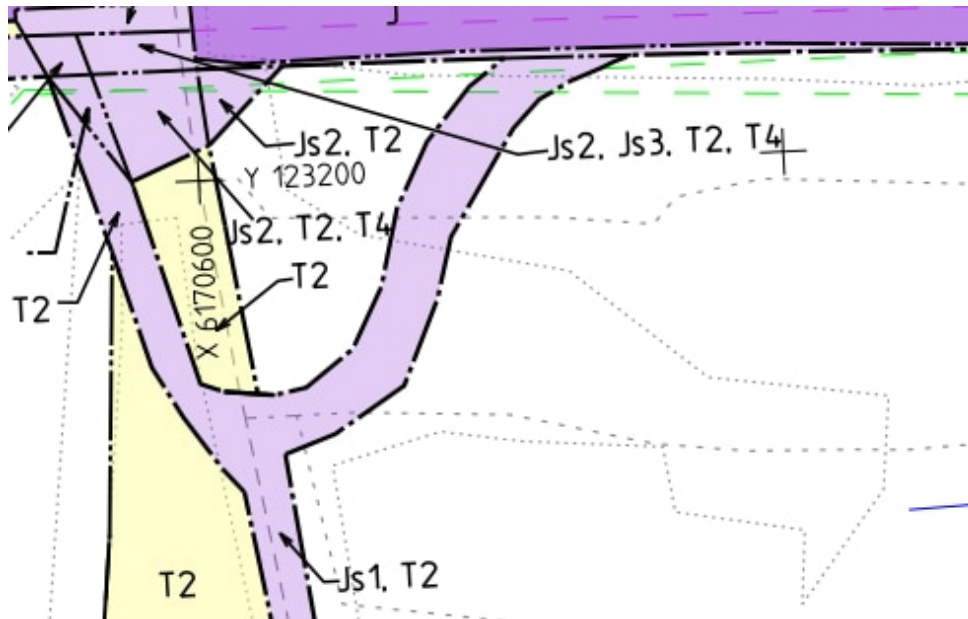 Js2, T2
Js2, Js3, T2, T4
Y 123200
Js2, T2, T4
X 6170600
T2
T2
Js1, T2
T2